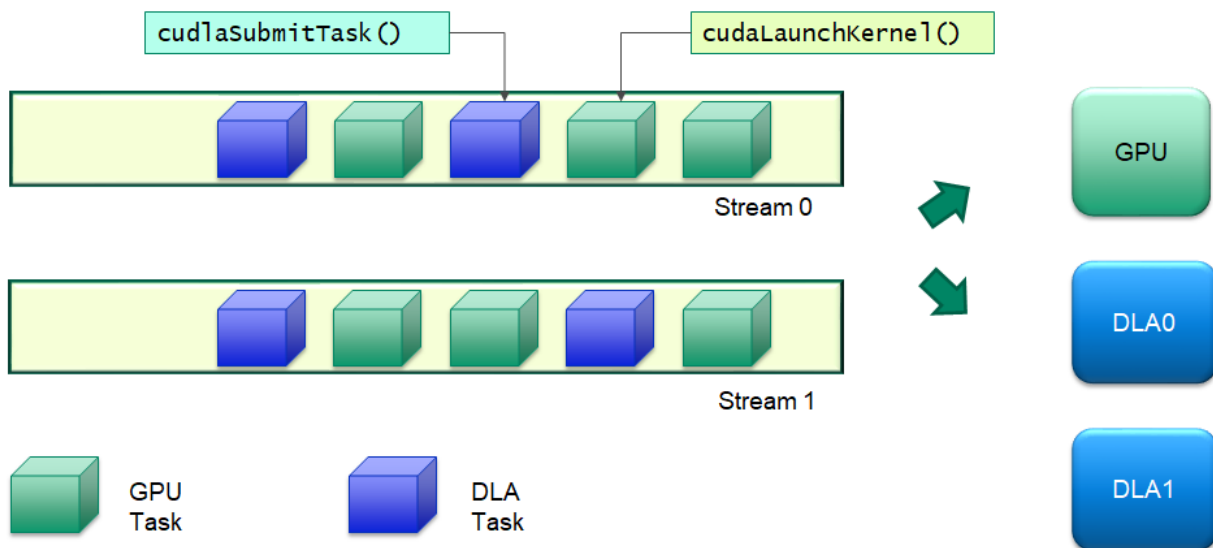 cudlaSubmitTask()
cudaLaunchKernel()
GPU
Stream 0
DLA0
Stream 1
GPU
Task
DLA
Task
DLA1